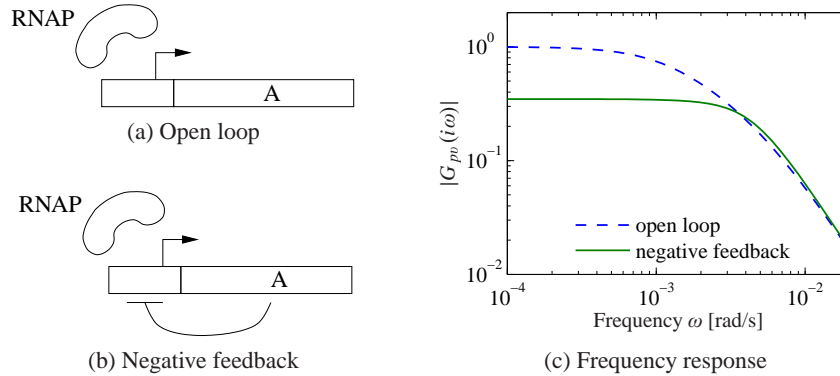 RNAP
A
(a) Open loop
RNAP
A
(b) Negative feedback
10^0
10^-1
10^-2
|G_pv(iω)|
open loop
negative feedback
10^-4
10^-3
10^-2
Frequency ω [rad/s]
(c) Frequency response